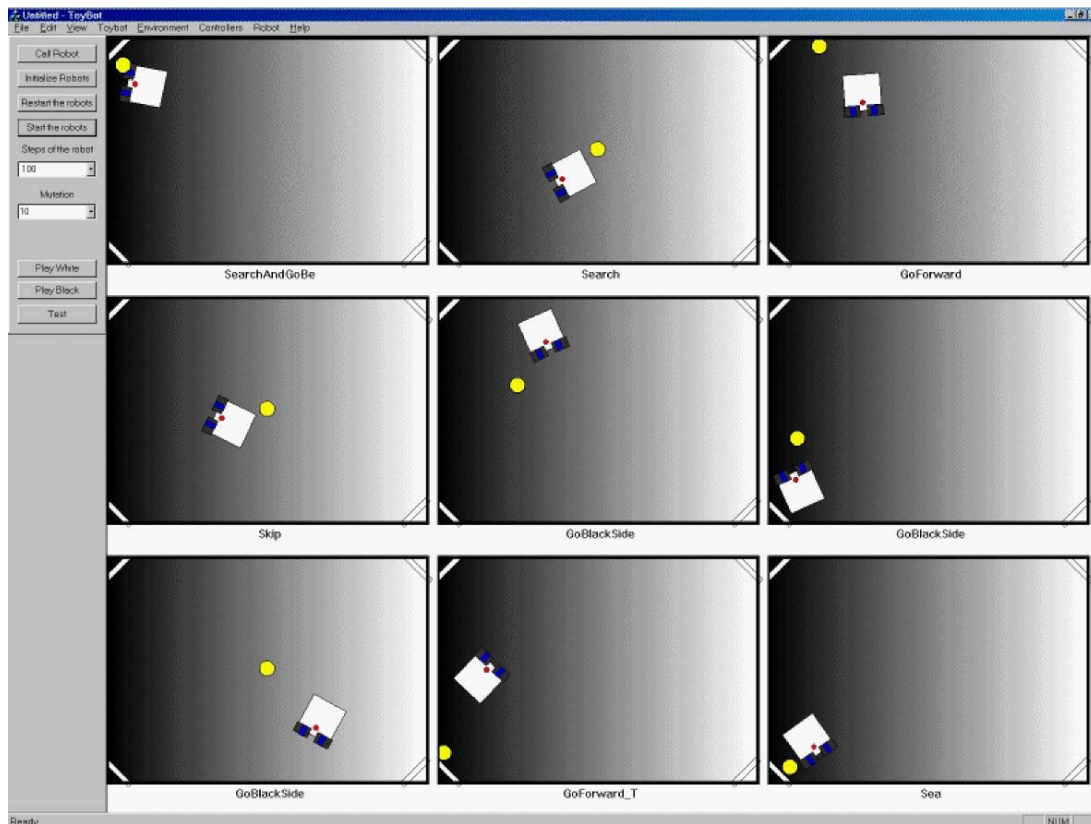 Untitled - ToyBot
File Edit View Toybot Environment Controllers Robot Help
Call Robot
Initialize Robots
Restart the robots
Start the robots
Steps of the robot
100
Mutation
10
Play White
Play Black
Test
SearchAndGoBe
Search
GoForward
Skip
GoBlackSide
GoBlackSide
GoBlackSide
GoForward_T
Sea
Ready
NUM